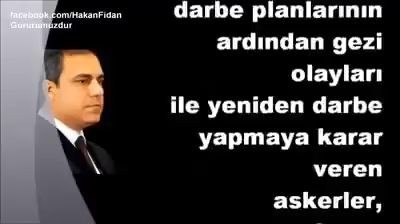 facebook.com/HakanFidan
Gururumuzdur
darbe planlarının
ardından gezi
olayları
ile yeniden darbe
yapmaya karar
veren
askerler,